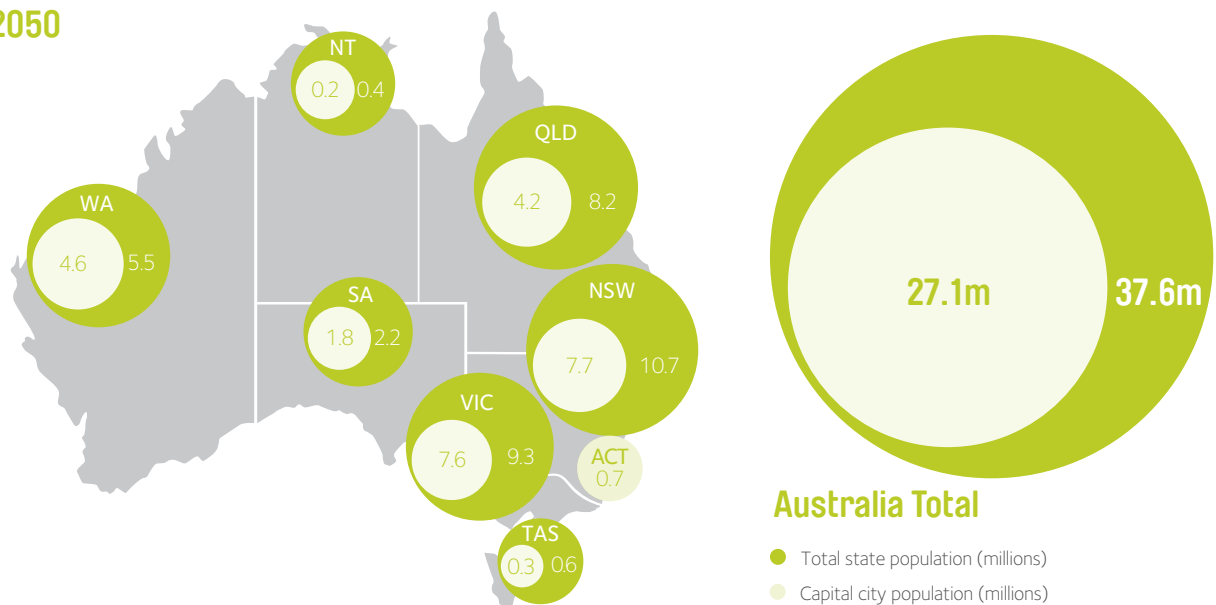 2050
NT
0.2 0.4
QLD
4.2 8.2
WA
4.6 5.5
SA
1.8 2.2
NSW
7.7 10.7
VIC
7.6 9.3
ACT
0.7
TAS
0.3 0.6
27.1m 37.6m
Australia Total
Total state population (millions)
Capital city population (millions)